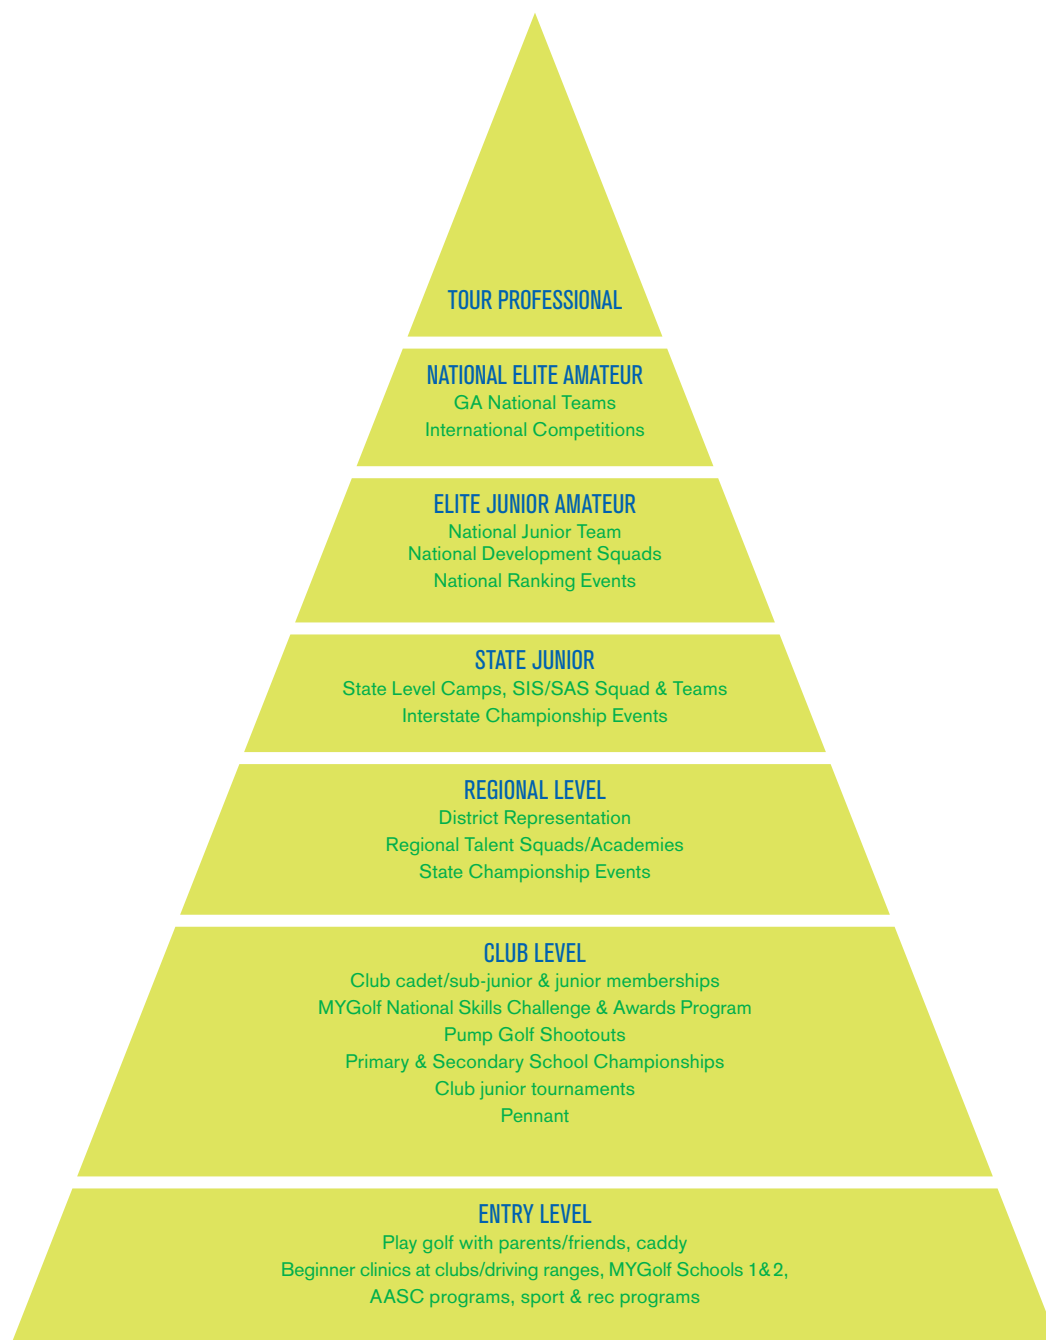 TOUR PROFESSIONAL
NATIONAL ELITE AMATEUR
GA National Teams
International Competitions
ELITE JUNIOR AMATEUR
National Junior Team
National Development Squads
National Ranking Events
STATE JUNIOR
State Level Camps, SIS/SAS Squad & Teams
Interstate Championship Events
REGIONAL LEVEL
District Representation
Regional Talent Squads/Academies
State Championship Events
CLUB LEVEL
Club cadet/sub-junior & junior memberships
MYGolf National Skills Challenge & Awards Program
Pump Golf Shootouts
Primary & Secondary School Championships
Club junior tournaments
Pennant
ENTRY LEVEL
Play golf with parents/friends, caddy
Beginner clinics at clubs/driving ranges, MYGolf Schools 1&2,
AASC programs, sport & rec programs